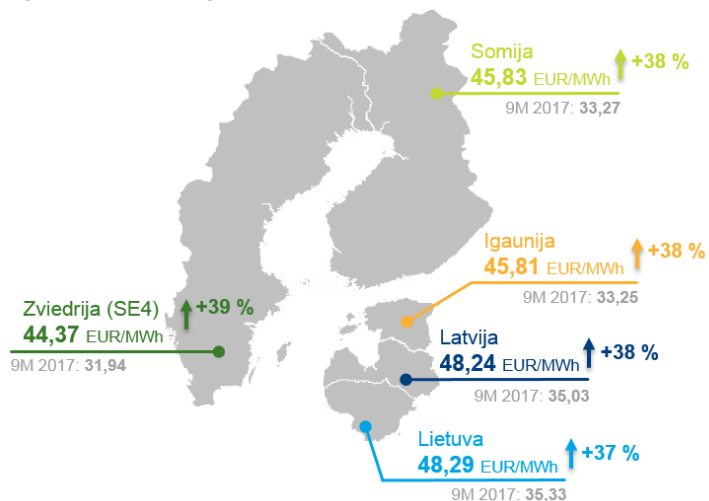 Somija
45,83 EUR/MWh
+38 %
9M 2017: 33,27
Igaunija
45,81 EUR/MWh
+38 %
9M 2017: 33,25
Zviedrija (SE4)
44,37 EUR/MWh
+39 %
9M 2017: 31,94
Latvija
48,24 EUR/MWh
+38 %
9M 2017: 35,03
Lietuva
48,29 EUR/MWh
+37 %
9M 2017: 35,33